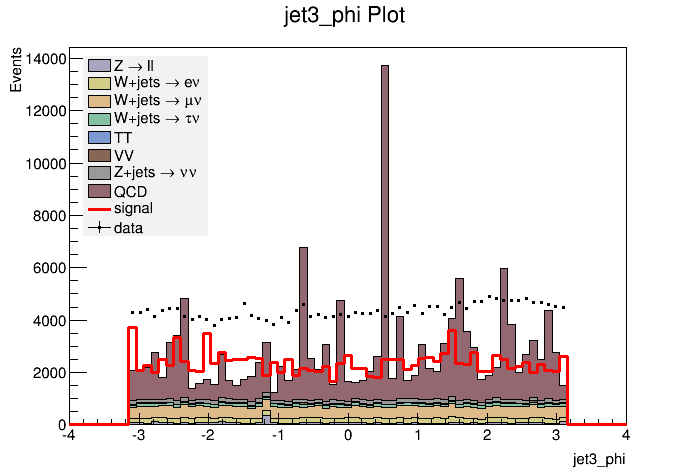 jet3_phi Plot
Events
14000
12000
10000
8000
6000
4000
2000
0
Z → ll
W+jets → eν
W+jets → μν
W+jets → τν
TT
VV
Z+jets → νν
QCD
signal
data
-4 -3 -2 -1 0 1 2 3 4
jet3_phi